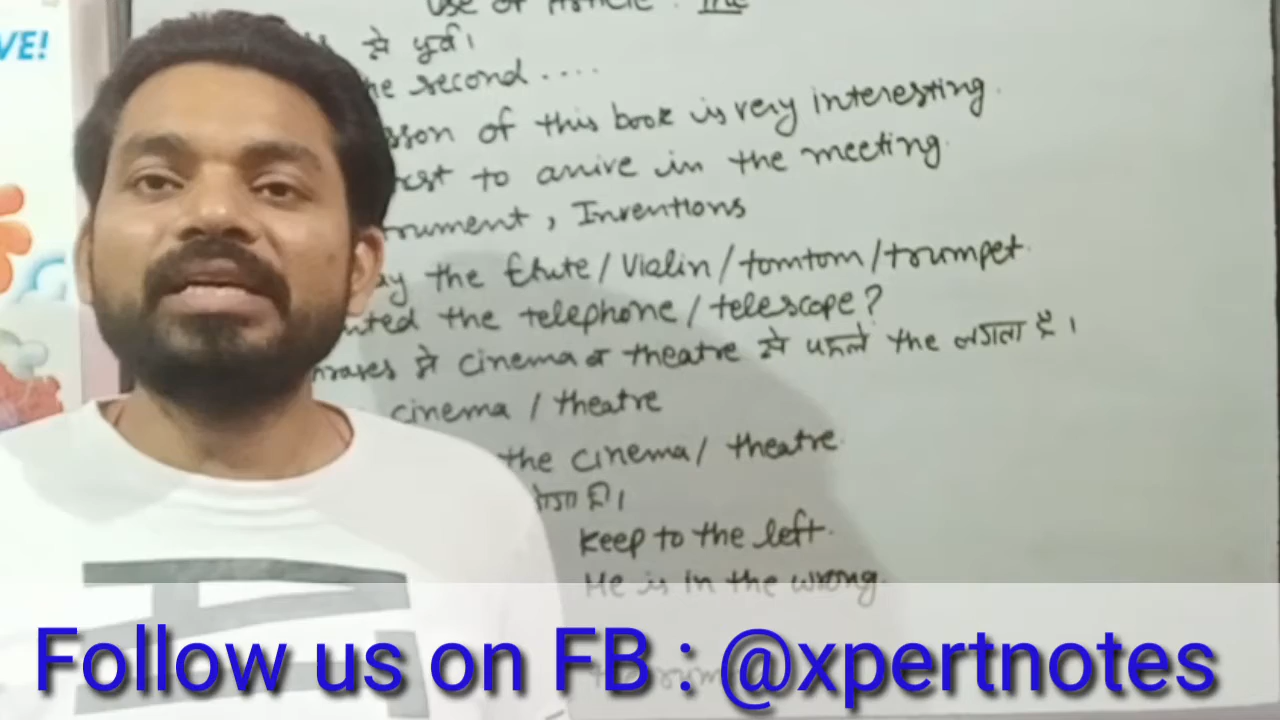 VE!
Use of Article : The
से पूर्व।
he second ....
sson of this book is very interesting.
rst to arrive in the meeting.
rument, Inventions
ay the flute/Violin/tomtom/trumpet.
nted the telephone/telescope?
hrases में cinema व theatre से पहले the लगता है।
cinema / theatre
the cinema/ theatre.
Keep to the left.
He is in the wrong.
Follow us on FB : @xpertnotes